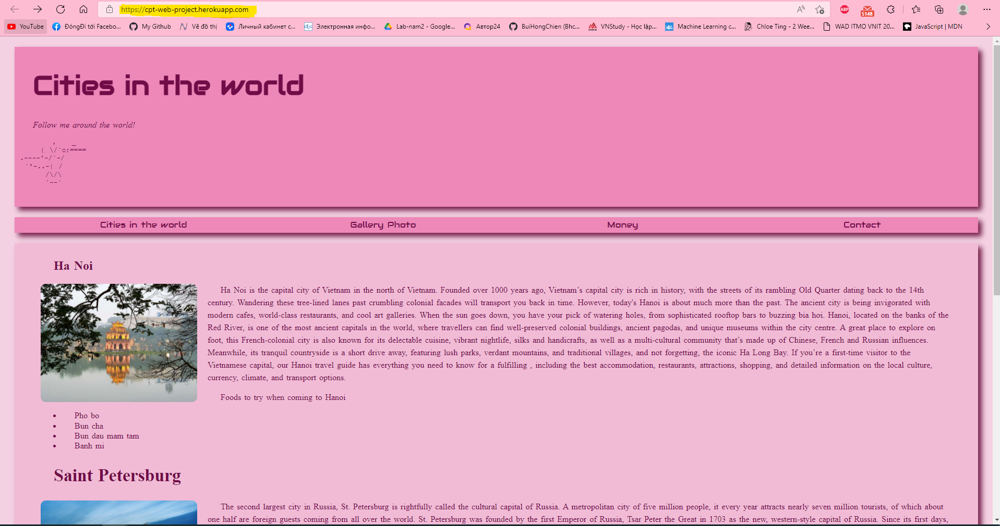 https://cpt-web-project.herokuapp.com
ABP
5148
YouTube
ĐóngĐi tới Facebo...
My Github
Vẽ đồ thị
Личный кабинет с...
Электронная инфо...
Lab-nam2 - Google...
Автор24
BuiHongChien (Bhc...
VNStudy - Học lập...
Machine Learning c...
Chloe Ting - 2 Wee...
WAD ITMO VNIT 20...
JavaScript | MDN
Cities in the world
Follow me around the world!
        ,   _
     { \/`o;====
.----'-/`-/
 `'-..-| /
      /\/\
      `--`
Cities in the world
Gallery Photo
Money
Contact
Ha Noi
Ha Noi is the capital city of Vietnam in the north of Vietnam. Founded over 1000 years ago, Vietnam’s capital city is rich in history, with the streets of its rambling Old Quarter dating back to the 14th
century. Wandering these tree-lined lanes past crumbling colonial facades will transport you back in time. However, today's Hanoi is about much more than the past. The ancient city is being invigorated with
modern cafes, world-class restaurants, and cool art galleries. When the sun goes down, you have your pick of watering holes, from sophisticated rooftop bars to buzzing bia hơi. Hanoi, located on the banks of the
Red River, is one of the most ancient capitals in the world, where travellers can find well-preserved colonial buildings, ancient pagodas, and unique museums within the city centre. A great place to explore on
foot, this French-colonial city is also known for its delectable cuisine, vibrant nightlife, silks and handicrafts, as well as a multi-cultural community that’s made up of Chinese, French and Russian influences.
Meanwhile, its tranquil countryside is a short drive away, featuring lush parks, verdant mountains, and traditional villages, and not forgetting, the iconic Ha Long Bay. If you’re a first-time visitor to the
Vietnamese capital, our Hanoi travel guide has everything you need to know for a fulfilling , including the best accommodation, restaurants, attractions, shopping, and detailed information on the local culture,
currency, climate, and transport options.
Foods to try when coming to Hanoi
• Pho bo
• Bun cha
• Bun dau mam tam
• Banh mi
Saint Petersburg
The second largest city in Russia, St. Petersburg is rightfully called the cultural capital of Russia. A metropolitan city of five million people, it every year attracts nearly seven million tourists, of which about
one half are foreign guests coming from all over the world. St. Petersburg was founded by the first Emperor of Russia, Tsar Peter the Great in 1703 as the new, western-style capital of Russia. Since its first days,